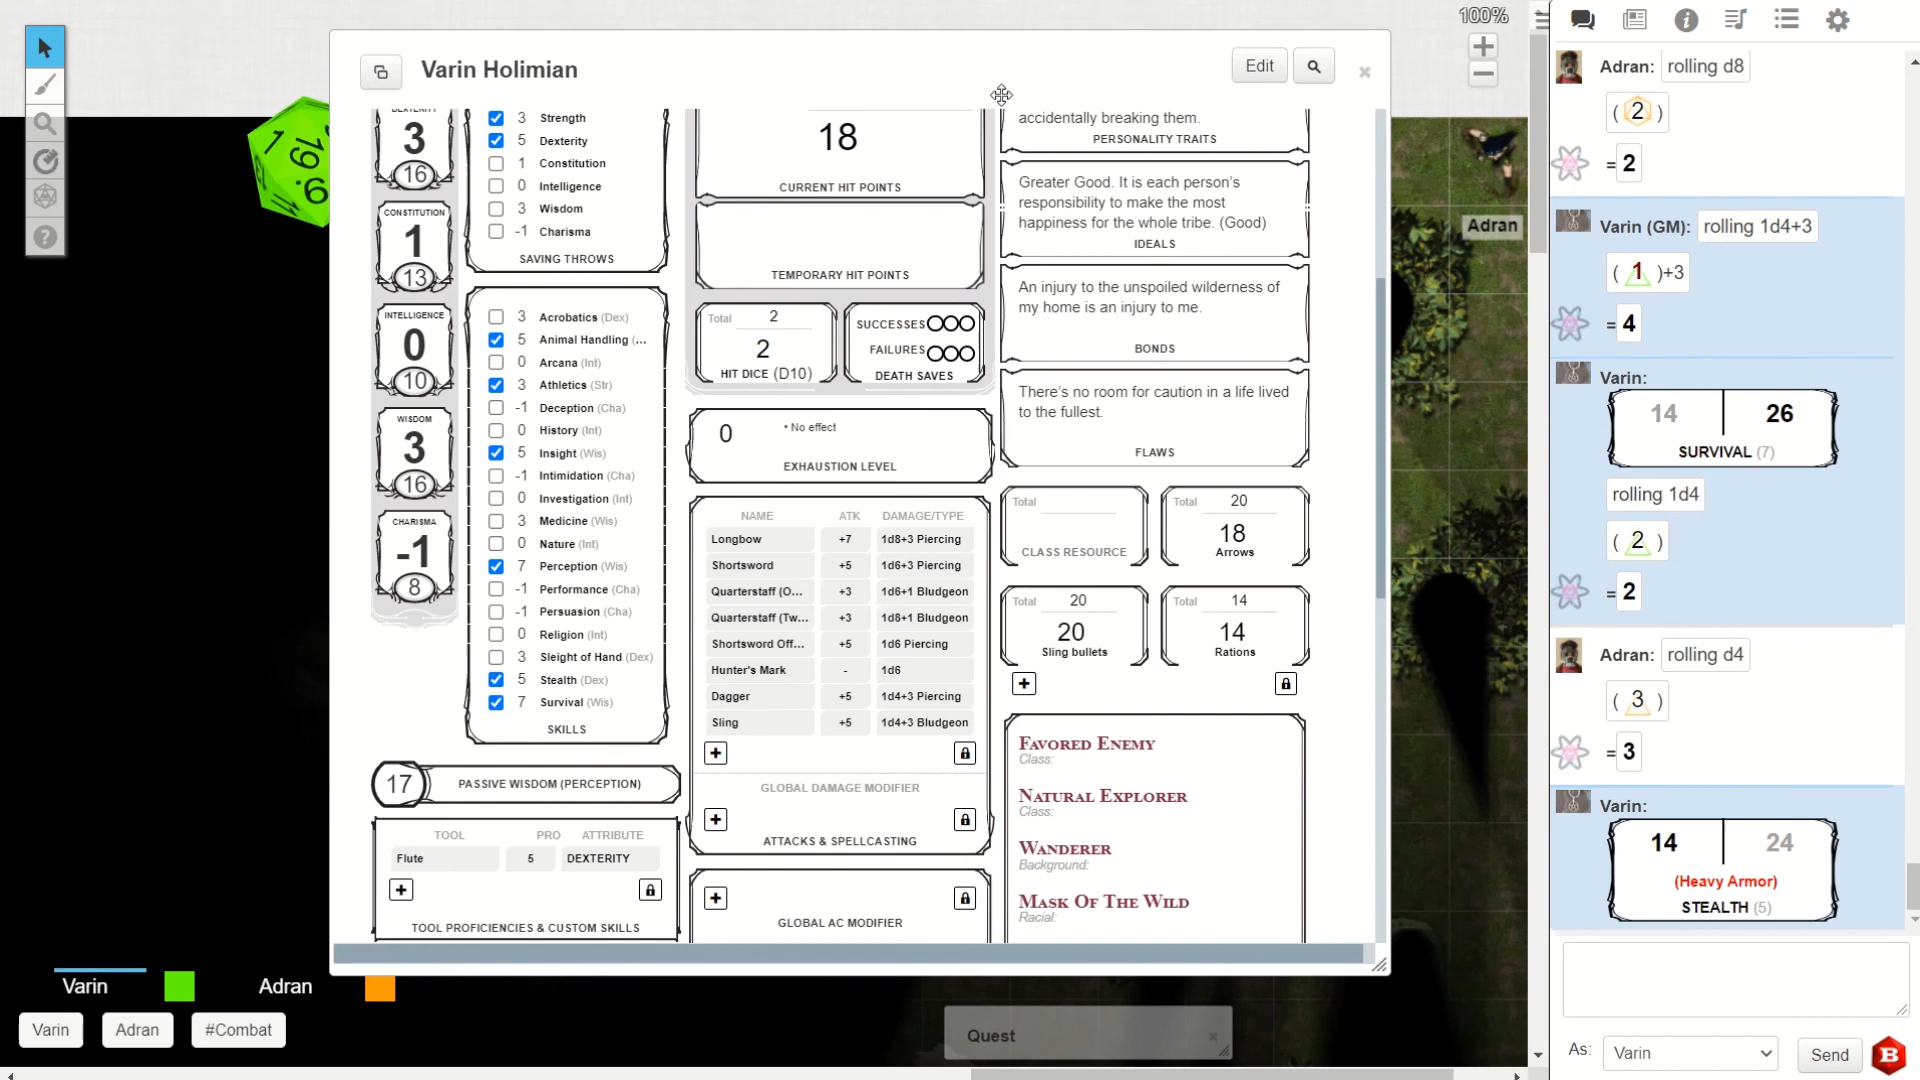 100%
Varin Holimian
Edit
DEXTERITY
3
16
CONSTITUTION
1
13
INTELLIGENCE
0
10
WISDOM
3
16
CHARISMA
-1
8
3 Strength
5 Dexterity
1 Constitution
0 Intelligence
3 Wisdom
-1 Charisma
SAVING THROWS
3 Acrobatics (Dex)
5 Animal Handling (...
0 Arcana (Int)
3 Athletics (Str)
-1 Deception (Cha)
0 History (Int)
5 Insight (Wis)
-1 Intimidation (Cha)
0 Investigation (Int)
3 Medicine (Wis)
0 Nature (Int)
7 Perception (Wis)
-1 Performance (Cha)
-1 Persuasion (Cha)
0 Religion (Int)
3 Sleight of Hand (Dex)
5 Stealth (Dex)
7 Survival (Wis)
SKILLS
17 PASSIVE WISDOM (PERCEPTION)
TOOL PRO ATTRIBUTE
Flute 5 DEXTERITY
TOOL PROFICIENCIES & CUSTOM SKILLS
18
CURRENT HIT POINTS
TEMPORARY HIT POINTS
Total 2
2
HIT DICE (D10)
SUCCESSES
FAILURES
DEATH SAVES
0 • No effect
EXHAUSTION LEVEL
NAME ATK DAMAGE/TYPE
Longbow +7 1d8+3 Piercing
Shortsword +5 1d6+3 Piercing
Quarterstaff (O... +3 1d6+1 Bludgeon
Quarterstaff (Tw... +3 1d8+1 Bludgeon
Shortsword Off... +5 1d6 Piercing
Hunter's Mark - 1d6
Dagger +5 1d4+3 Piercing
Sling +5 1d4+3 Bludgeon
GLOBAL DAMAGE MODIFIER
ATTACKS & SPELLCASTING
GLOBAL AC MODIFIER
accidentally breaking them.
PERSONALITY TRAITS
Greater Good. It is each person's
responsibility to make the most
happiness for the whole tribe. (Good)
IDEALS
An injury to the unspoiled wilderness of
my home is an injury to me.
BONDS
There's no room for caution in a life lived
to the fullest.
FLAWS
Total
CLASS RESOURCE
Total 20
18
Arrows
Total 20
20
Sling bullets
Total 14
14
Rations
FAVORED ENEMY
Class:
NATURAL EXPLORER
Class:
WANDERER
Background:
MASK OF THE WILD
Racial:
Adran
Adran: rolling d8
(2)
=2
Varin (GM): rolling 1d4+3
(1)+3
=4
Varin:
14 26
SURVIVAL (7)
rolling 1d4
(2)
=2
Adran: rolling d4
(3)
=3
Varin:
14 24
(Heavy Armor)
STEALTH (5)
As: Varin
Send
Varin
Adran
Varin
Adran
#Combat
Quest
1
19
9.
B